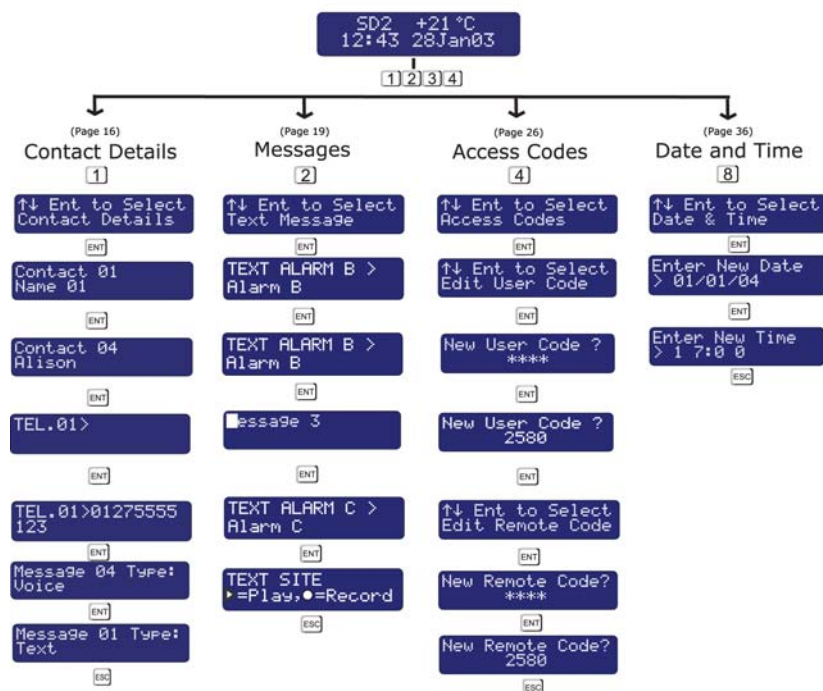 SD2 +21°C
12:43 28Jan03
1 2 3 4
(Page 16)
Contact Details
1
↑↓ Ent to Select
Contact Details
ENT
Contact 01
Name 01
ENT
Contact 04
Alison
ENT
TEL.01>
ENT
TEL.01>01275555
123
ENT
Message 04 Type:
Voice
ENT
Message 01 Type:
Text
ESC
(Page 19)
Messages
2
↑↓ Ent to Select
Text Message
ENT
TEXT ALARM B >
Alarm B
ENT
TEXT ALARM B >
Alarm B
ENT
essage 3
ENT
TEXT ALARM C >
Alarm C
ENT
TEXT SITE
▶=Play,●=Record
ESC
(Page 26)
Access Codes
4
↑↓ Ent to Select
Access Codes
ENT
↑↓ Ent to Select
Edit User Code
ENT
New User Code ?
****
ENT
New User Code ?
2580
ENT
↑↓ Ent to Select
Edit Remote Code
ENT
New Remote Code?
****
ENT
New Remote Code?
2580
ESC
(Page 36)
Date and Time
8
↑↓ Ent to Select
Date & Time
ENT
Enter New Date
> 01/01/04
ENT
Enter New Time
> 1 7:0 0
ESC